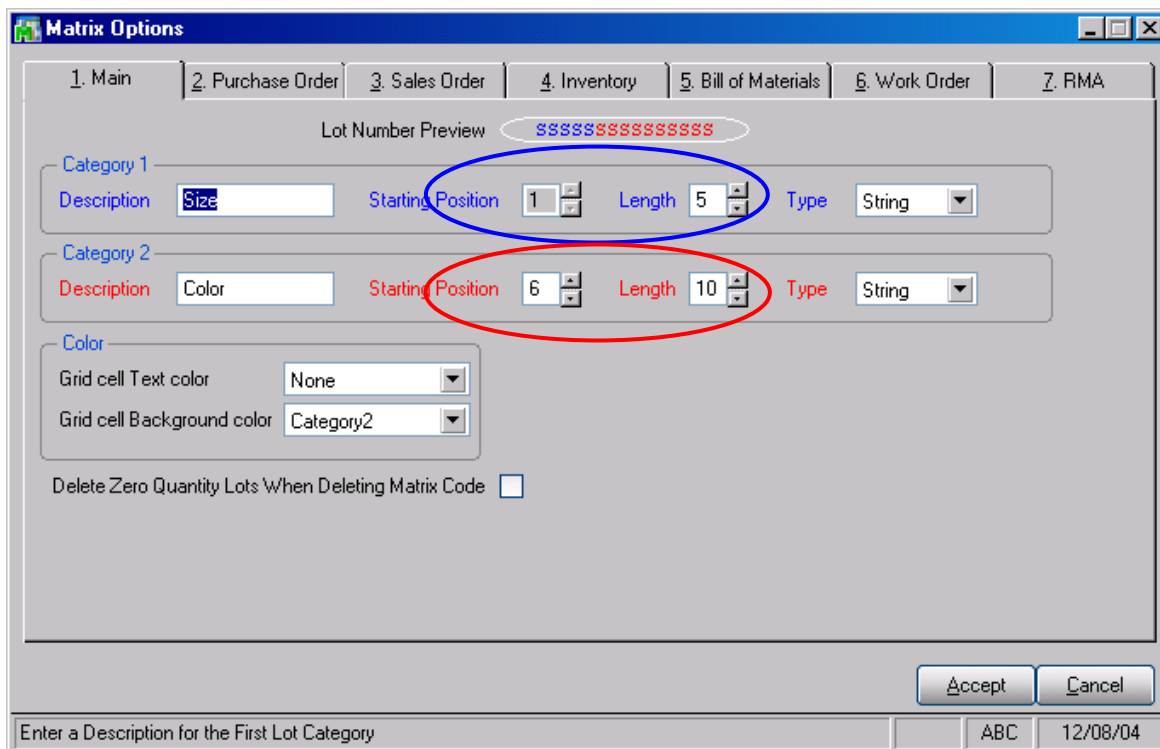 Matrix Options
1. Main 2. Purchase Order 3. Sales Order 4. Inventory 5. Bill of Materials 6. Work Order 7. RMA
Lot Number Preview SSSSSSSSSSSSSSS
Category 1
Description Size Starting Position 1 Length 5 Type String
Category 2
Description Color Starting Position 6 Length 10 Type String
Color
Grid cell Text color None
Grid cell Background color Category2
Delete Zero Quantity Lots When Deleting Matrix Code
Accept Cancel
Enter a Description for the First Lot Category ABC 12/08/04